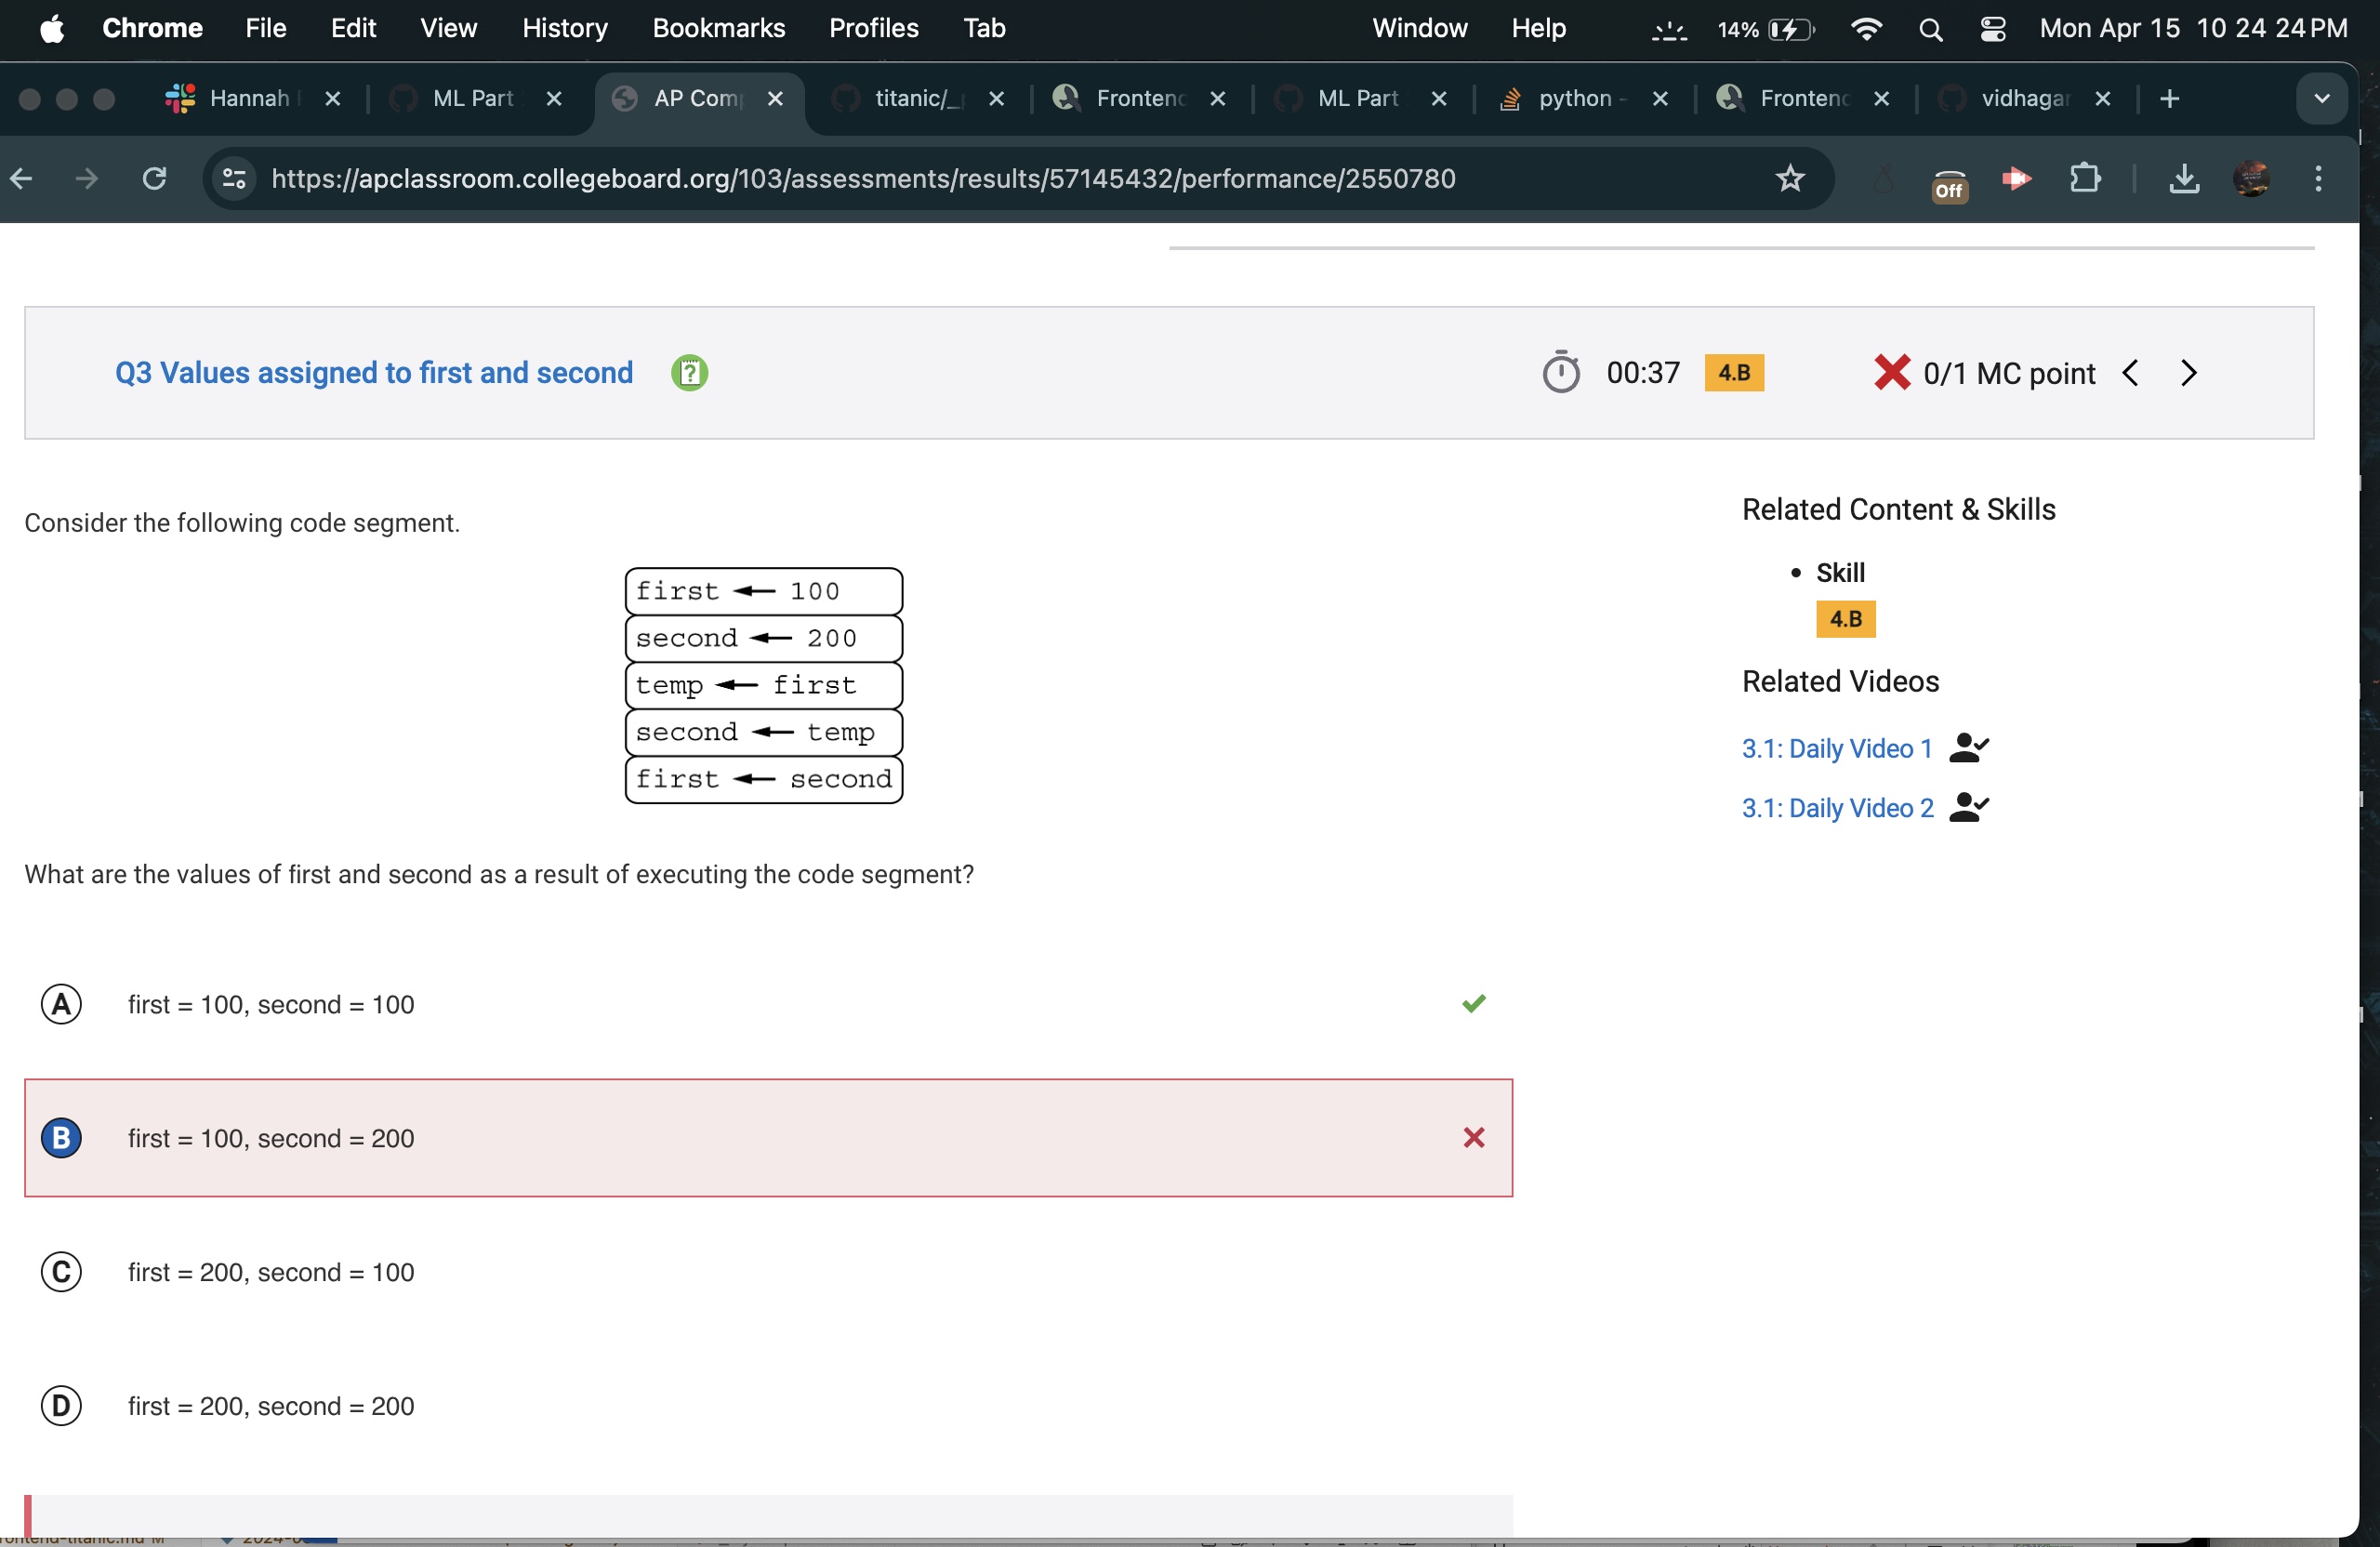 Chrome File Edit View History Bookmarks Profiles Tab Window Help 14% Mon Apr 15 10 24 24 PM
Hannah ML Part AP Com titanic/_ Frontend ML Part python - Frontend vidhagar
https://apclassroom.collegeboard.org/103/assessments/results/57145432/performance/2550780 Off
Q3 Values assigned to first and second ? 00:37 4.B 0/1 MC point
Consider the following code segment.
first ← 100
second ← 200
temp ← first
second ← temp
first ← second
What are the values of first and second as a result of executing the code segment?
A first = 100, second = 100
B first = 100, second = 200
C first = 200, second = 100
D first = 200, second = 200
Related Content & Skills
• Skill
4.B
Related Videos
3.1: Daily Video 1
3.1: Daily Video 2